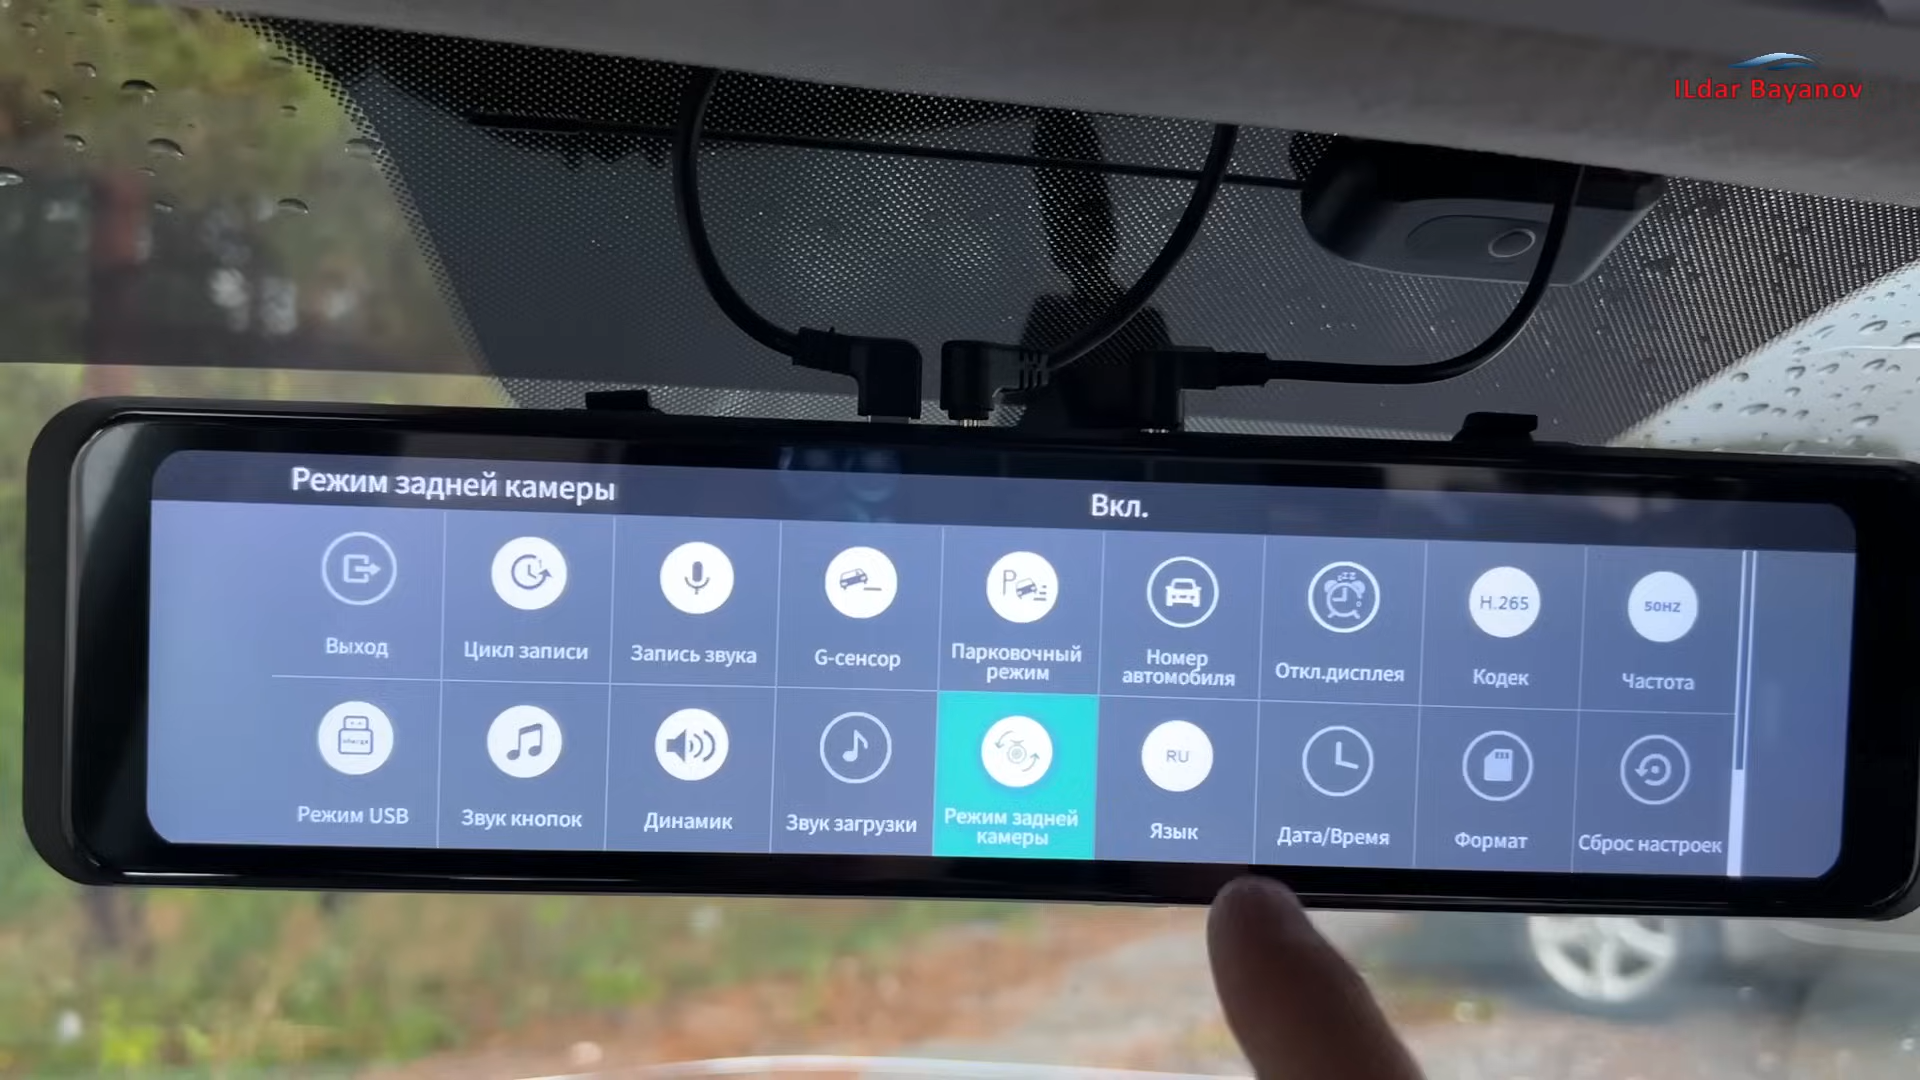 ILdar Bayanov
Режим задней камеры
Вкл.
Выход
Цикл записи
Запись звука
G-сенсор
Парковочный
режим
Номер
автомобиля
Откл.дисплея
H.265
Кодек
50HZ
Частота
Режим USB
Звук кнопок
Динамик
Звук загрузки
Режим задней
камеры
RU
Язык
Дата/Время
Формат
Сброс настроек